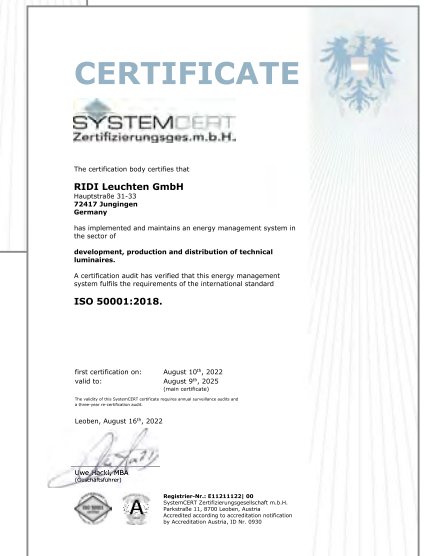 CERTIFICATE
SYSTEMCERT
Zertifizierungsges.m.b.H.
The certification body certifies that
RIDI Leuchten GmbH
Hauptstraße 31-33
72417 Jungingen
Germany
has implemented and maintains an energy management system in
the sector of
development, production and distribution of technical
luminaires.
A certification audit has verified that this energy management
system fulfils the requirements of the international standard
ISO 50001:2018.
first certification on: August 10th, 2022
valid to: August 9th, 2025
(main certificate)
The validity of this SystemCERT certificate requires annual surveillance audits and
a three-year re-certification audit.
Leoben, August 16th, 2022
Uwe Hackl, MBA
(Geschäftsführer)
ISO 50001
A
Registrier-Nr.: E11211122| 00
SystemCERT Zertifizierungsgesellschaft m.b.H.
Parkstraße 11, 8700 Leoben, Austria
Accredited according to accreditation notification
by Accreditation Austria, ID Nr. 0930